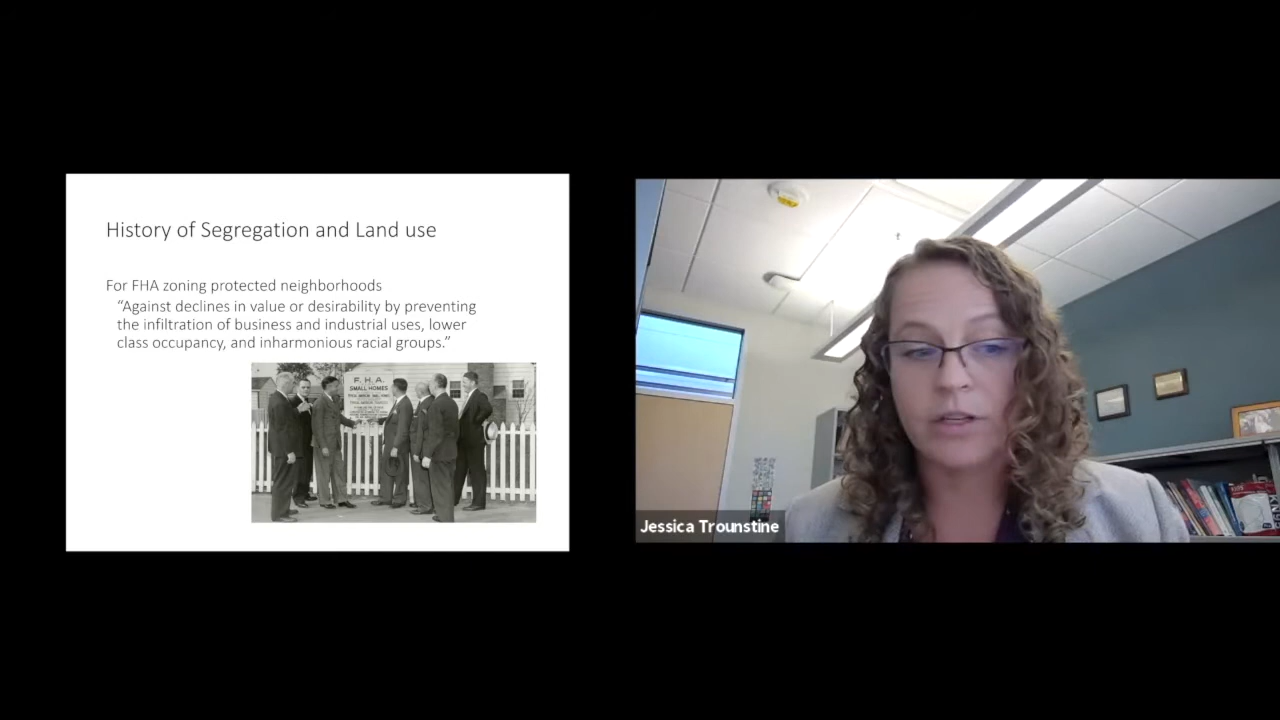 History of Segregation and Land use
For FHA zoning protected neighborhoods
“Against declines in value or desirability by preventing
the infiltration of business and industrial uses, lower
class occupancy, and inharmonious racial groups.”
F. H. A.
SMALL HOMES
Jessica Trounstine